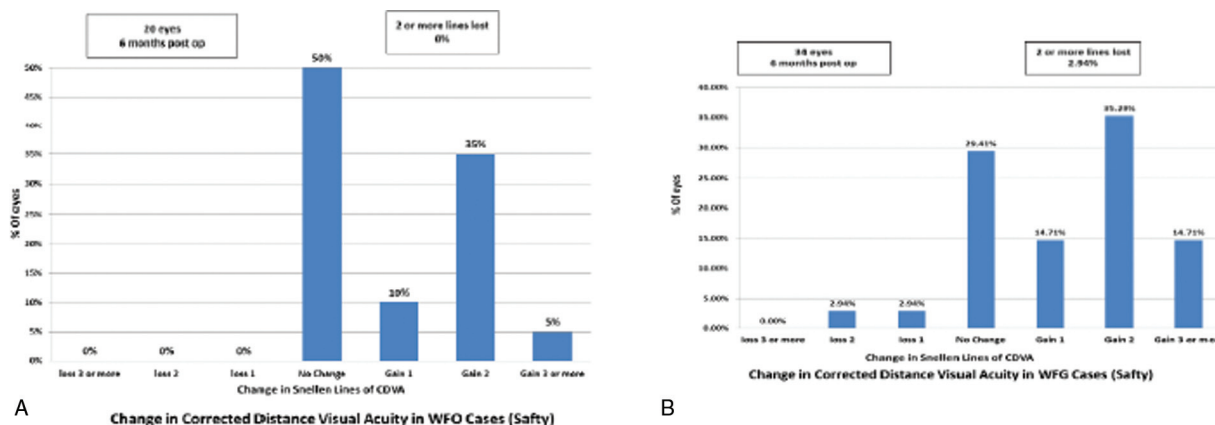 20 eyes
6 months post op
2 or more lines lost
0%
50%
45%
40%
35%
30%
25%
20%
15%
10%
5%
0%
% Of eyes
0%
0%
0%
50%
10%
35%
5%
loss 3 or more
loss 2
loss 1
No Change
Gain 1
Gain 2
Gain 3 or more
Change in Snellen Lines of CDVA
A
Change in Corrected Distance Visual Acuity in WFO Cases (Safty)
34 eyes
6 months post op
2 or more lines lost
2.94%
40.00%
35.00%
30.00%
25.00%
20.00%
15.00%
10.00%
5.00%
0.00%
% Of eyes
0.00%
2.94%
2.94%
29.41%
14.71%
35.29%
14.71%
loss 3 or more
loss 2
loss 1
No Change
Gain 1
Gain 2
Gain 3 or more
Change in Snellen Lines of CDVA
Change in Corrected Distance Visual Acuity in WFG Cases (Safty)
B